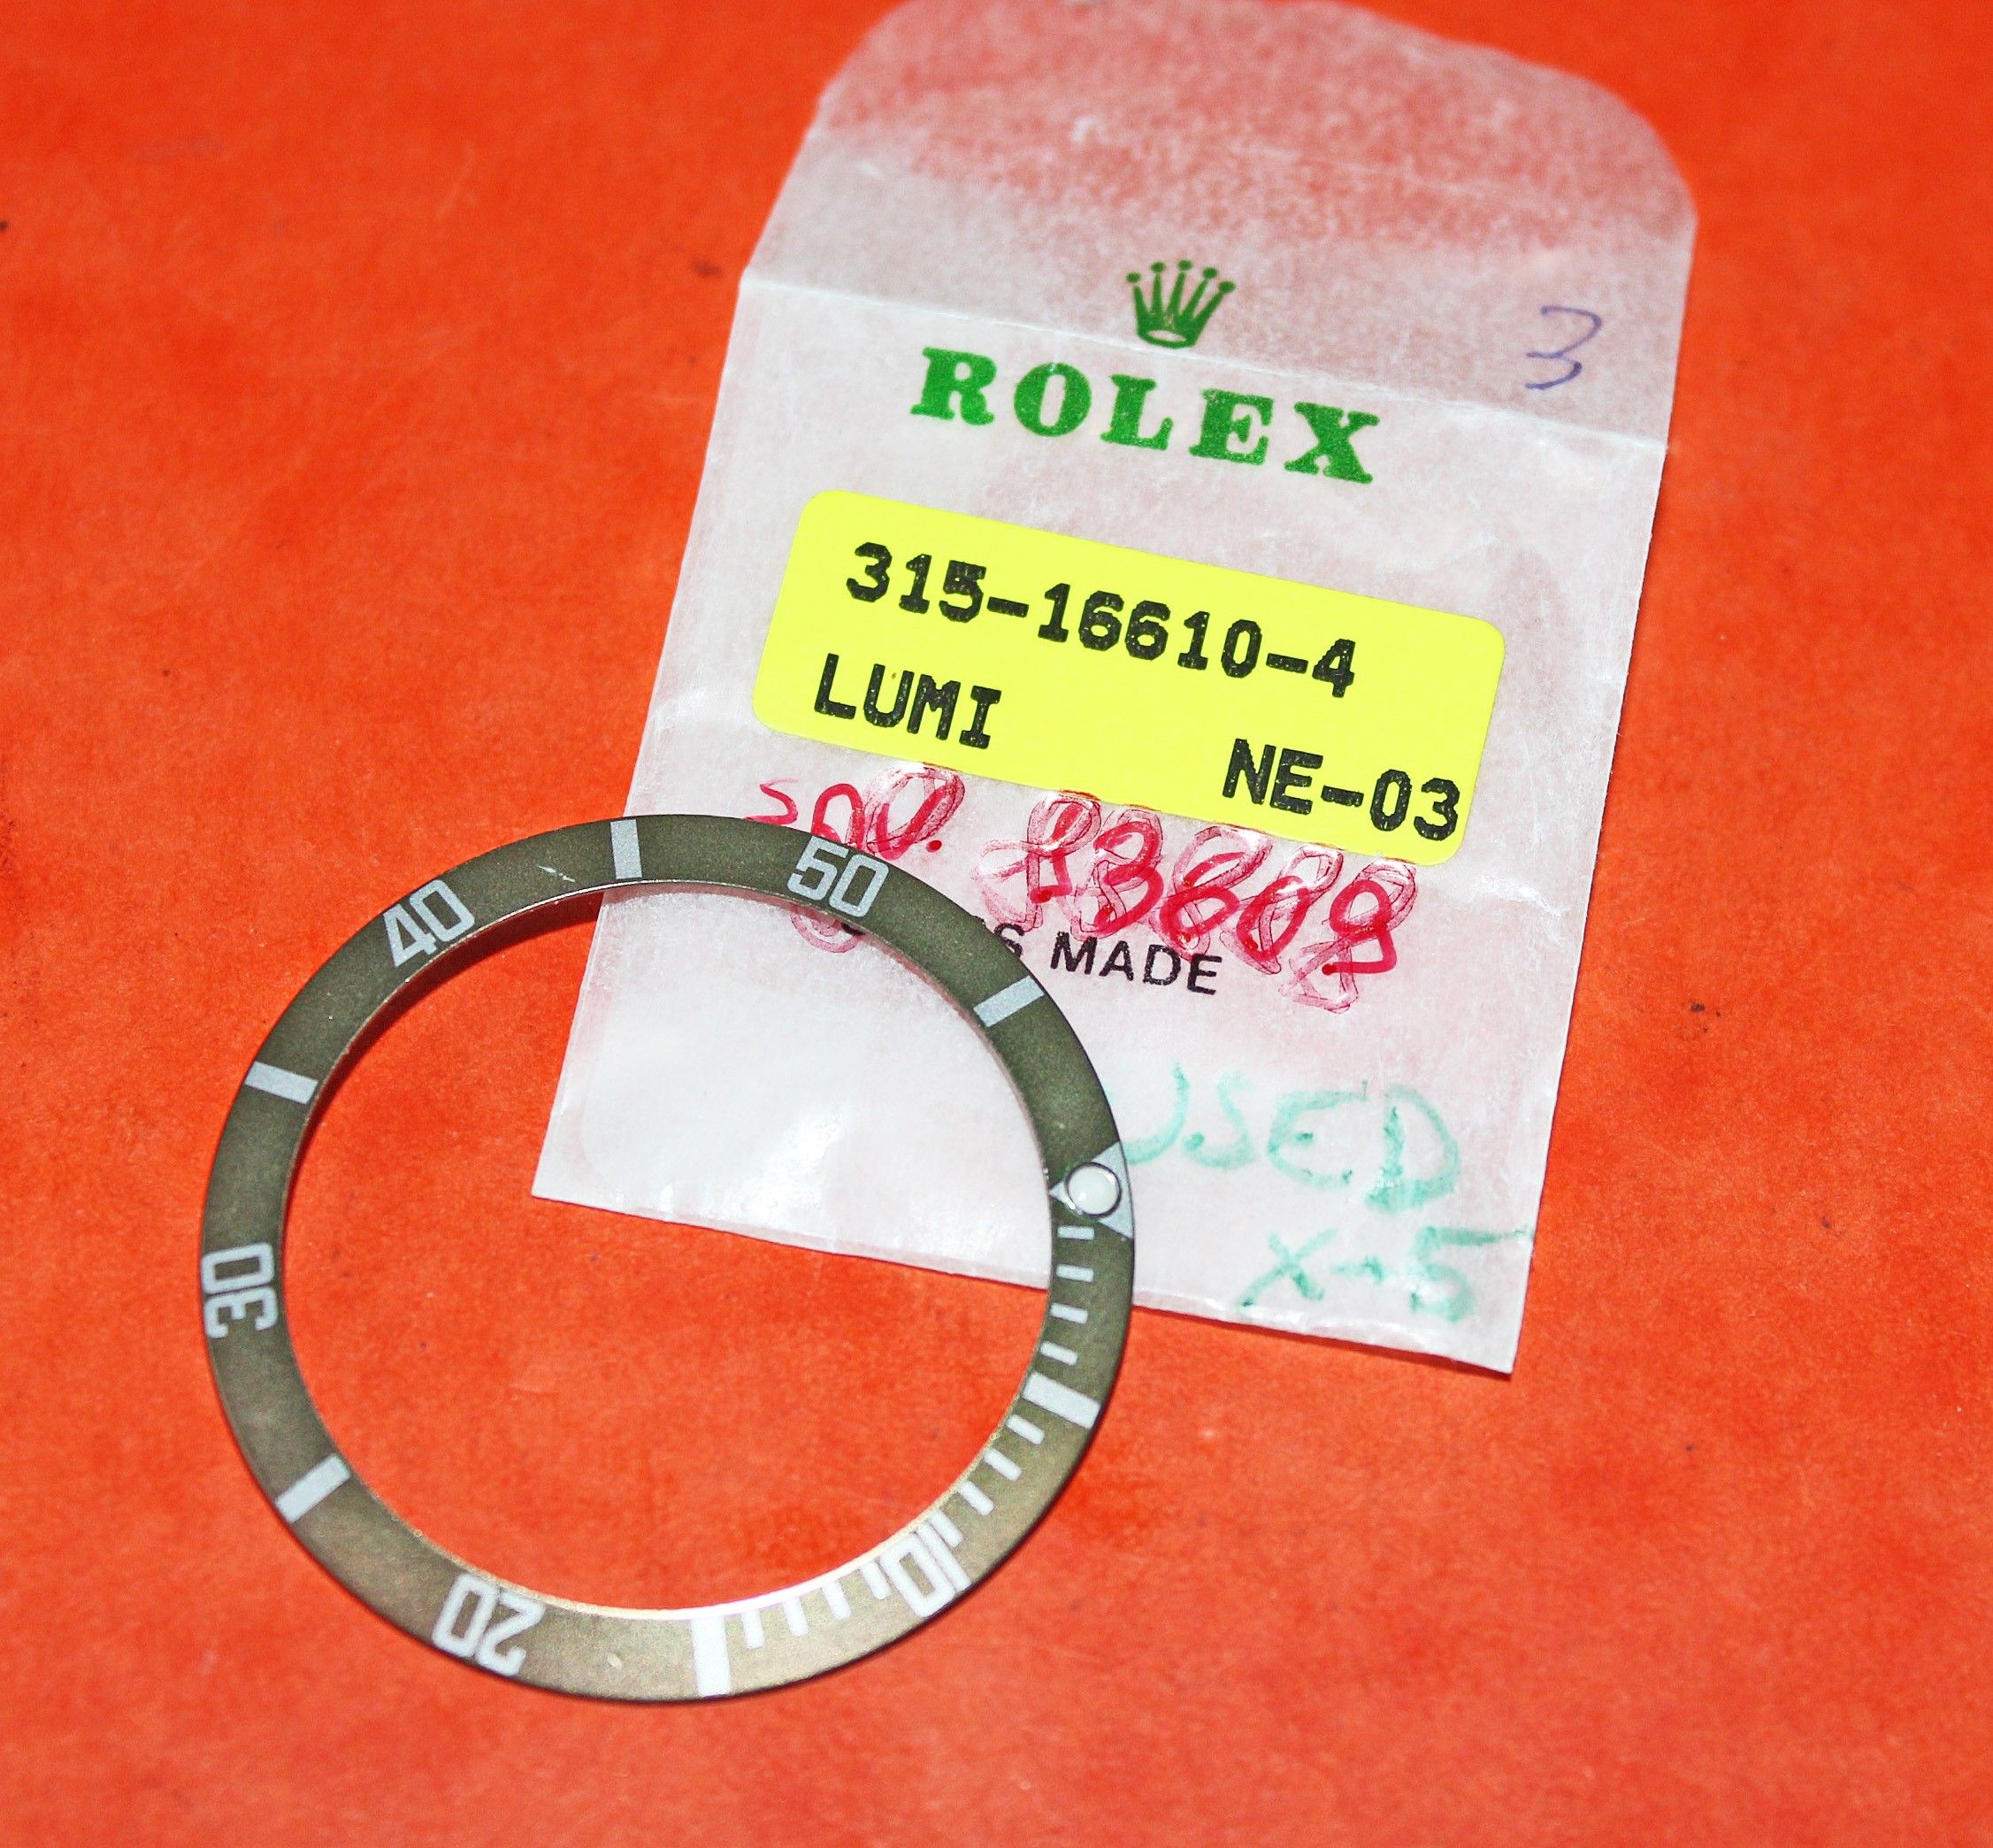 3
ROLEX
315-16610-4
LUMI
NE-03
MADE
USED
X-5
50
40
30
20
10